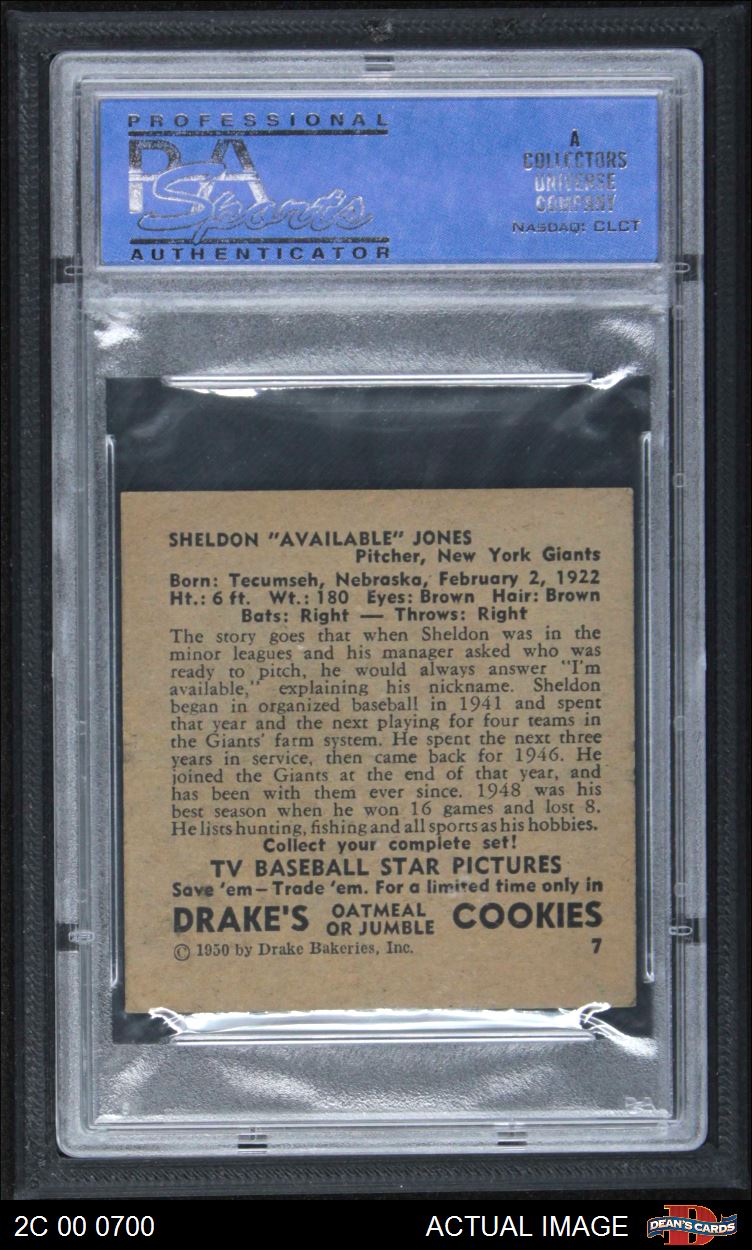 PROFESSIONAL
PSA
Sports
AUTHENTICATOR
A
COLLECTORS
UNIVERSE
COMPANY
NASDAQ: CLCT
SHELDON "AVAILABLE" JONES
Pitcher, New York Giants
Born: Tecumseh, Nebraska, February 2, 1922
Ht.: 6 ft. Wt.: 180 Eyes: Brown Hair: Brown
Bats: Right — Throws: Right
The story goes that when Sheldon was in the
minor leagues and his manager asked who was
ready to pitch, he would always answer "I'm
available," explaining his nickname. Sheldon
began in organized baseball in 1941 and spent
that year and the next playing for four teams in
the Giants' farm system. He spent the next three
years in service, then came back for 1946. He
joined the Giants at the end of that year, and
has been with them ever since. 1948 was his
best season when he won 16 games and lost 8.
He lists hunting, fishing and all sports as his hobbies.
Collect your complete set!
TV BASEBALL STAR PICTURES
Save 'em—Trade 'em. For a limited time only in
DRAKE'S OATMEAL OR JUMBLE COOKIES
© 1950 by Drake Bakeries, Inc. 7
PSA
2C 00 0700 ACTUAL IMAGE DEAN'S CARDS